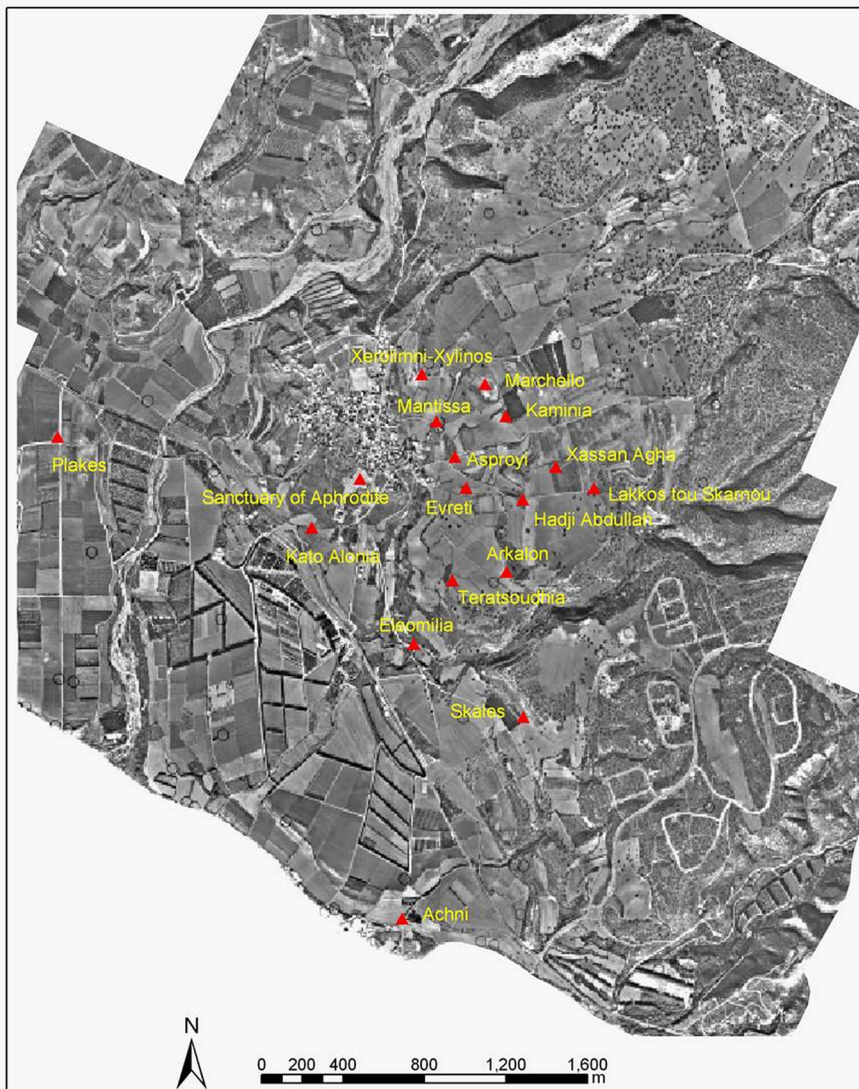 Xerolimni-Xylinos
Marchello
Mantissa
Kaminia
Plakes
Asproyi
Xassan Agha
Sanctuary of Aphrodite
Evreti
Lakkos tou Skarnou
Hadji Abdullah
Kato Alonia
Arkalon
Teratsoudhia
Eleomilia
Skales
Achni
N
0 200 400 800 1,200 1,600
m